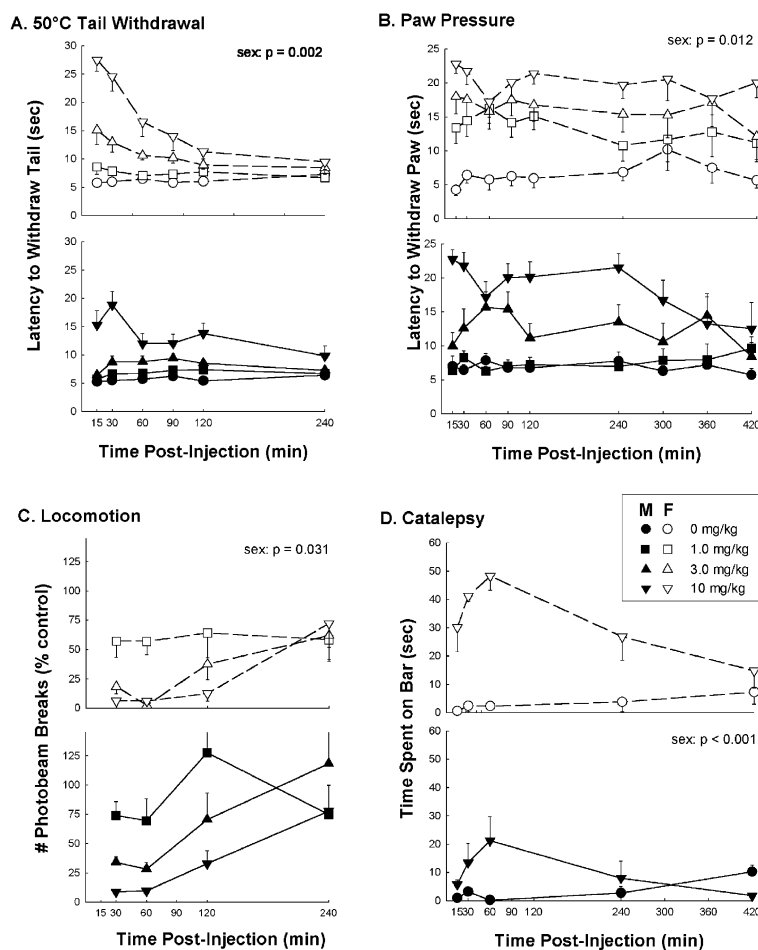 A. 50°C Tail Withdrawal
sex: p = 0.002
30
25
20
15
10
5
0
30
25
20
15
10
5
0
Latency to Withdraw Tail (sec)
15 30 60 90 120 240
Time Post-Injection (min)
B. Paw Pressure
sex: p = 0.012
25
20
15
10
5
0
25
20
15
10
5
0
Latency to Withdraw Paw (sec)
1530 60 90 120 240 300 360 420
Time Post-Injection (min)
C. Locomotion
sex: p = 0.031
125
100
75
50
25
0
125
100
75
50
25
0
# Photobeam Breaks (% control)
15 30 60 90 120 240
Time Post-Injection (min)
D. Catalepsy
M F
0 mg/kg
1.0 mg/kg
3.0 mg/kg
10 mg/kg
60
50
40
30
20
10
0
sex: p < 0.001
60
50
40
30
20
10
0
Time Spent on Bar (sec)
1530 60 90 120 240 300 360 420
Time Post-Injection (min)